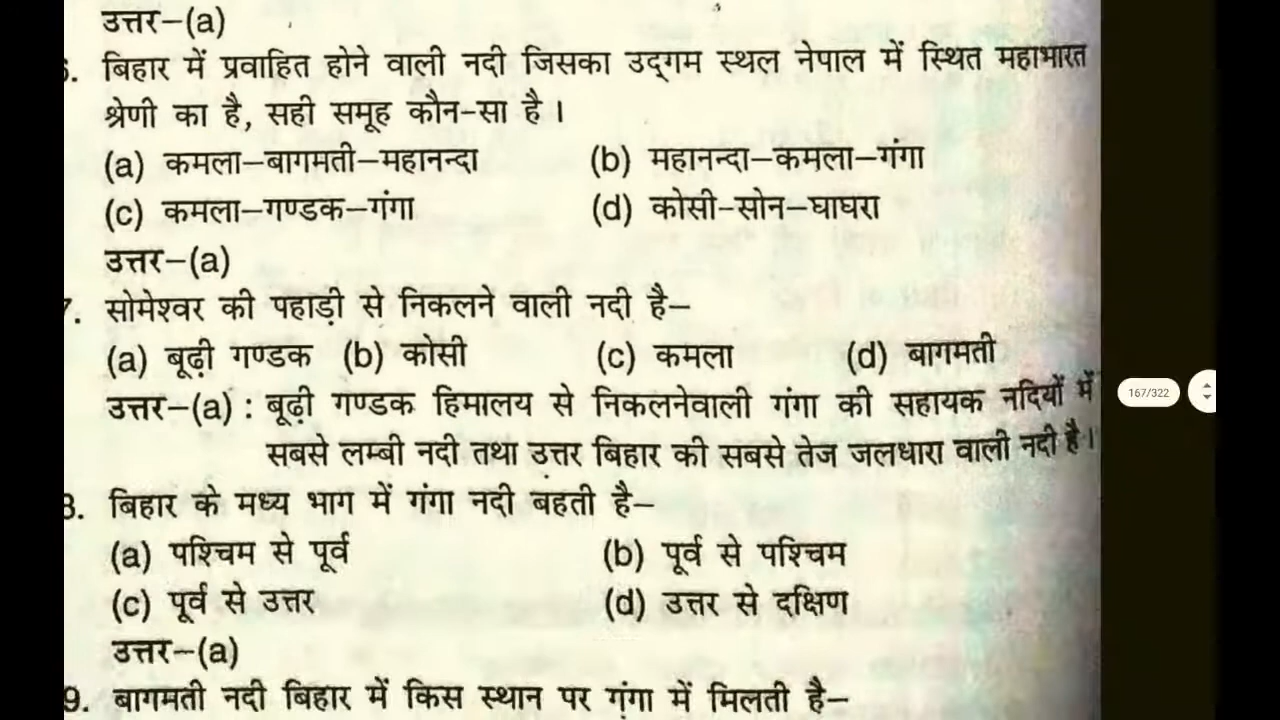 उत्तर–(a)
6. बिहार में प्रवाहित होने वाली नदी जिसका उद्गम स्थल नेपाल में स्थित महाभारत
श्रेणी का है, सही समूह कौन-सा है ।
(a) कमला–बागमती–महानन्दा (b) महानन्दा–कमला–गंगा
(c) कमला–गण्डक–गंगा (d) कोसी-सोन–घाघरा
उत्तर–(a)
7. सोमेश्वर की पहाड़ी से निकलने वाली नदी है–
(a) बूढ़ी गण्डक (b) कोसी (c) कमला (d) बागमती
उत्तर–(a) : बूढ़ी गण्डक हिमालय से निकलनेवाली गंगा की सहायक नदियों में
सबसे लम्बी नदी तथा उत्तर बिहार की सबसे तेज जलधारा वाली नदी है।
167/322
8. बिहार के मध्य भाग में गंगा नदी बहती है–
(a) पश्चिम से पूर्व (b) पूर्व से पश्चिम
(c) पूर्व से उत्तर (d) उत्तर से दक्षिण
उत्तर–(a)
9. बागमती नदी बिहार में किस स्थान पर गंगा में मिलती है–